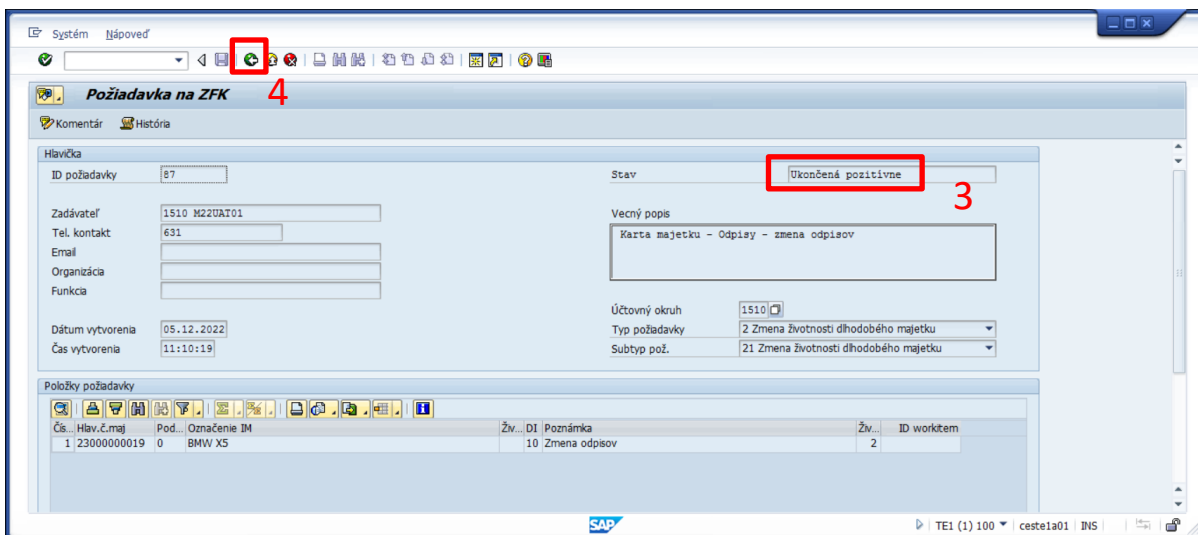 Systém Nápoveď
4
Požiadavka na ZFK
Komentár História
Hlavička
ID požiadavky 87 Stav Ukončená pozitívne
3
Zadávateľ 1510 M22UAT01 Vecný popis
Tel. kontakt 631 Karta majetku - Odpisy - zmena odpisov
Email
Organizácia
Funkcia
Účtovný okruh 1510
Dátum vytvorenia 05.12.2022 Typ požiadavky 2 Zmena životnosti dlhodobého majetku
Čas vytvorenia 11:10:19 Subtyp pož. 21 Zmena životnosti dlhodobého majetku
Položky požiadavky
Čís... Hlav.č.maj Pod... Označenie IM Živ... DI Poznámka Živ... ID workitem
1 23000000019 0 BMW X5 10 Zmena odpisov 2
SAP TE1 (1) 100 ceste1a01 INS